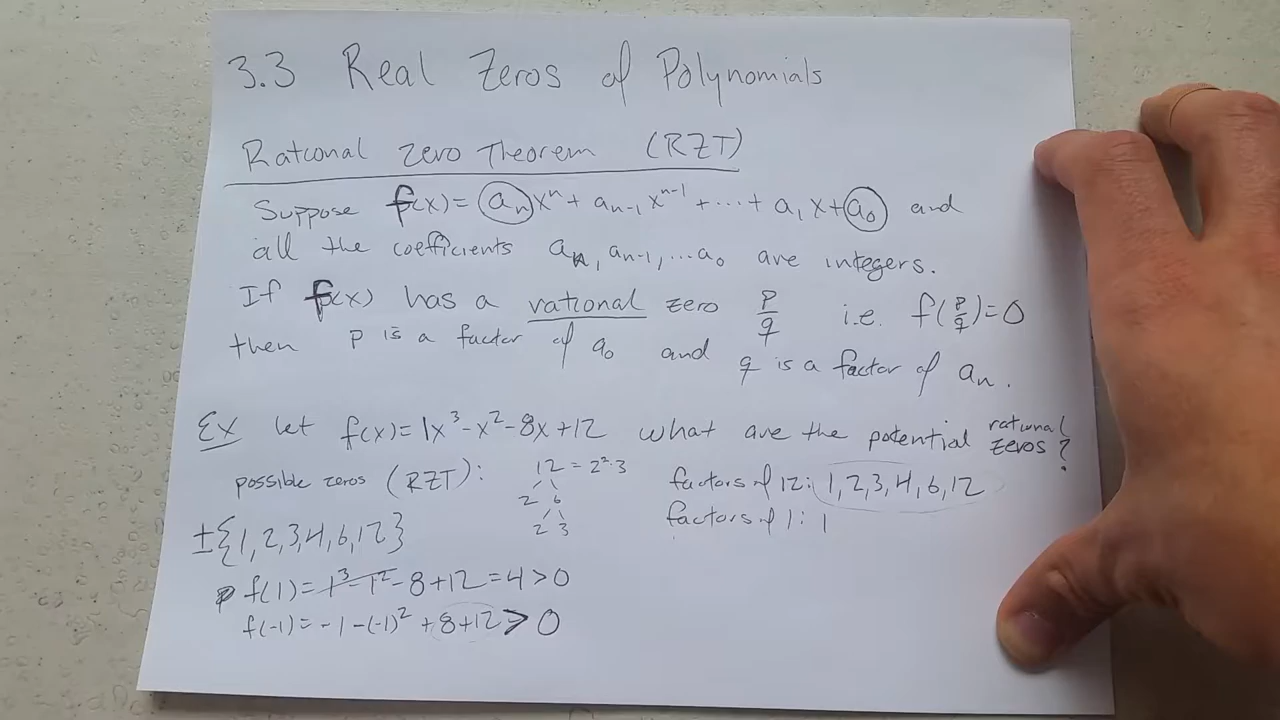 3.3 Real Zeros of Polynomials
Rational Zero Theorem (RZT)
Suppose f(x) = aₙxⁿ + aₙ₋₁xⁿ⁻¹ + ... + a₁x + a₀ and
all the coefficients aₙ, aₙ₋₁, ... a₀ are integers.
If f(x) has a rational zero p/q i.e. f(p/q) = 0
then p is a factor of a₀ and q is a factor of aₙ.
Ex Let f(x) = 1x³ - x² - 8x + 12 What are the potential rational zeros?
possible zeros (RZT): 12 = 2²·3 factors of 12: 1, 2, 3, 4, 6, 12
2 6
factors of 1: 1
2 3
±{1, 2, 3, 4, 6, 12}
f(1) = 1³ - 1² - 8 + 12 = 4 > 0
f(-1) = -1 - (-1)² + 8 + 12 > 0